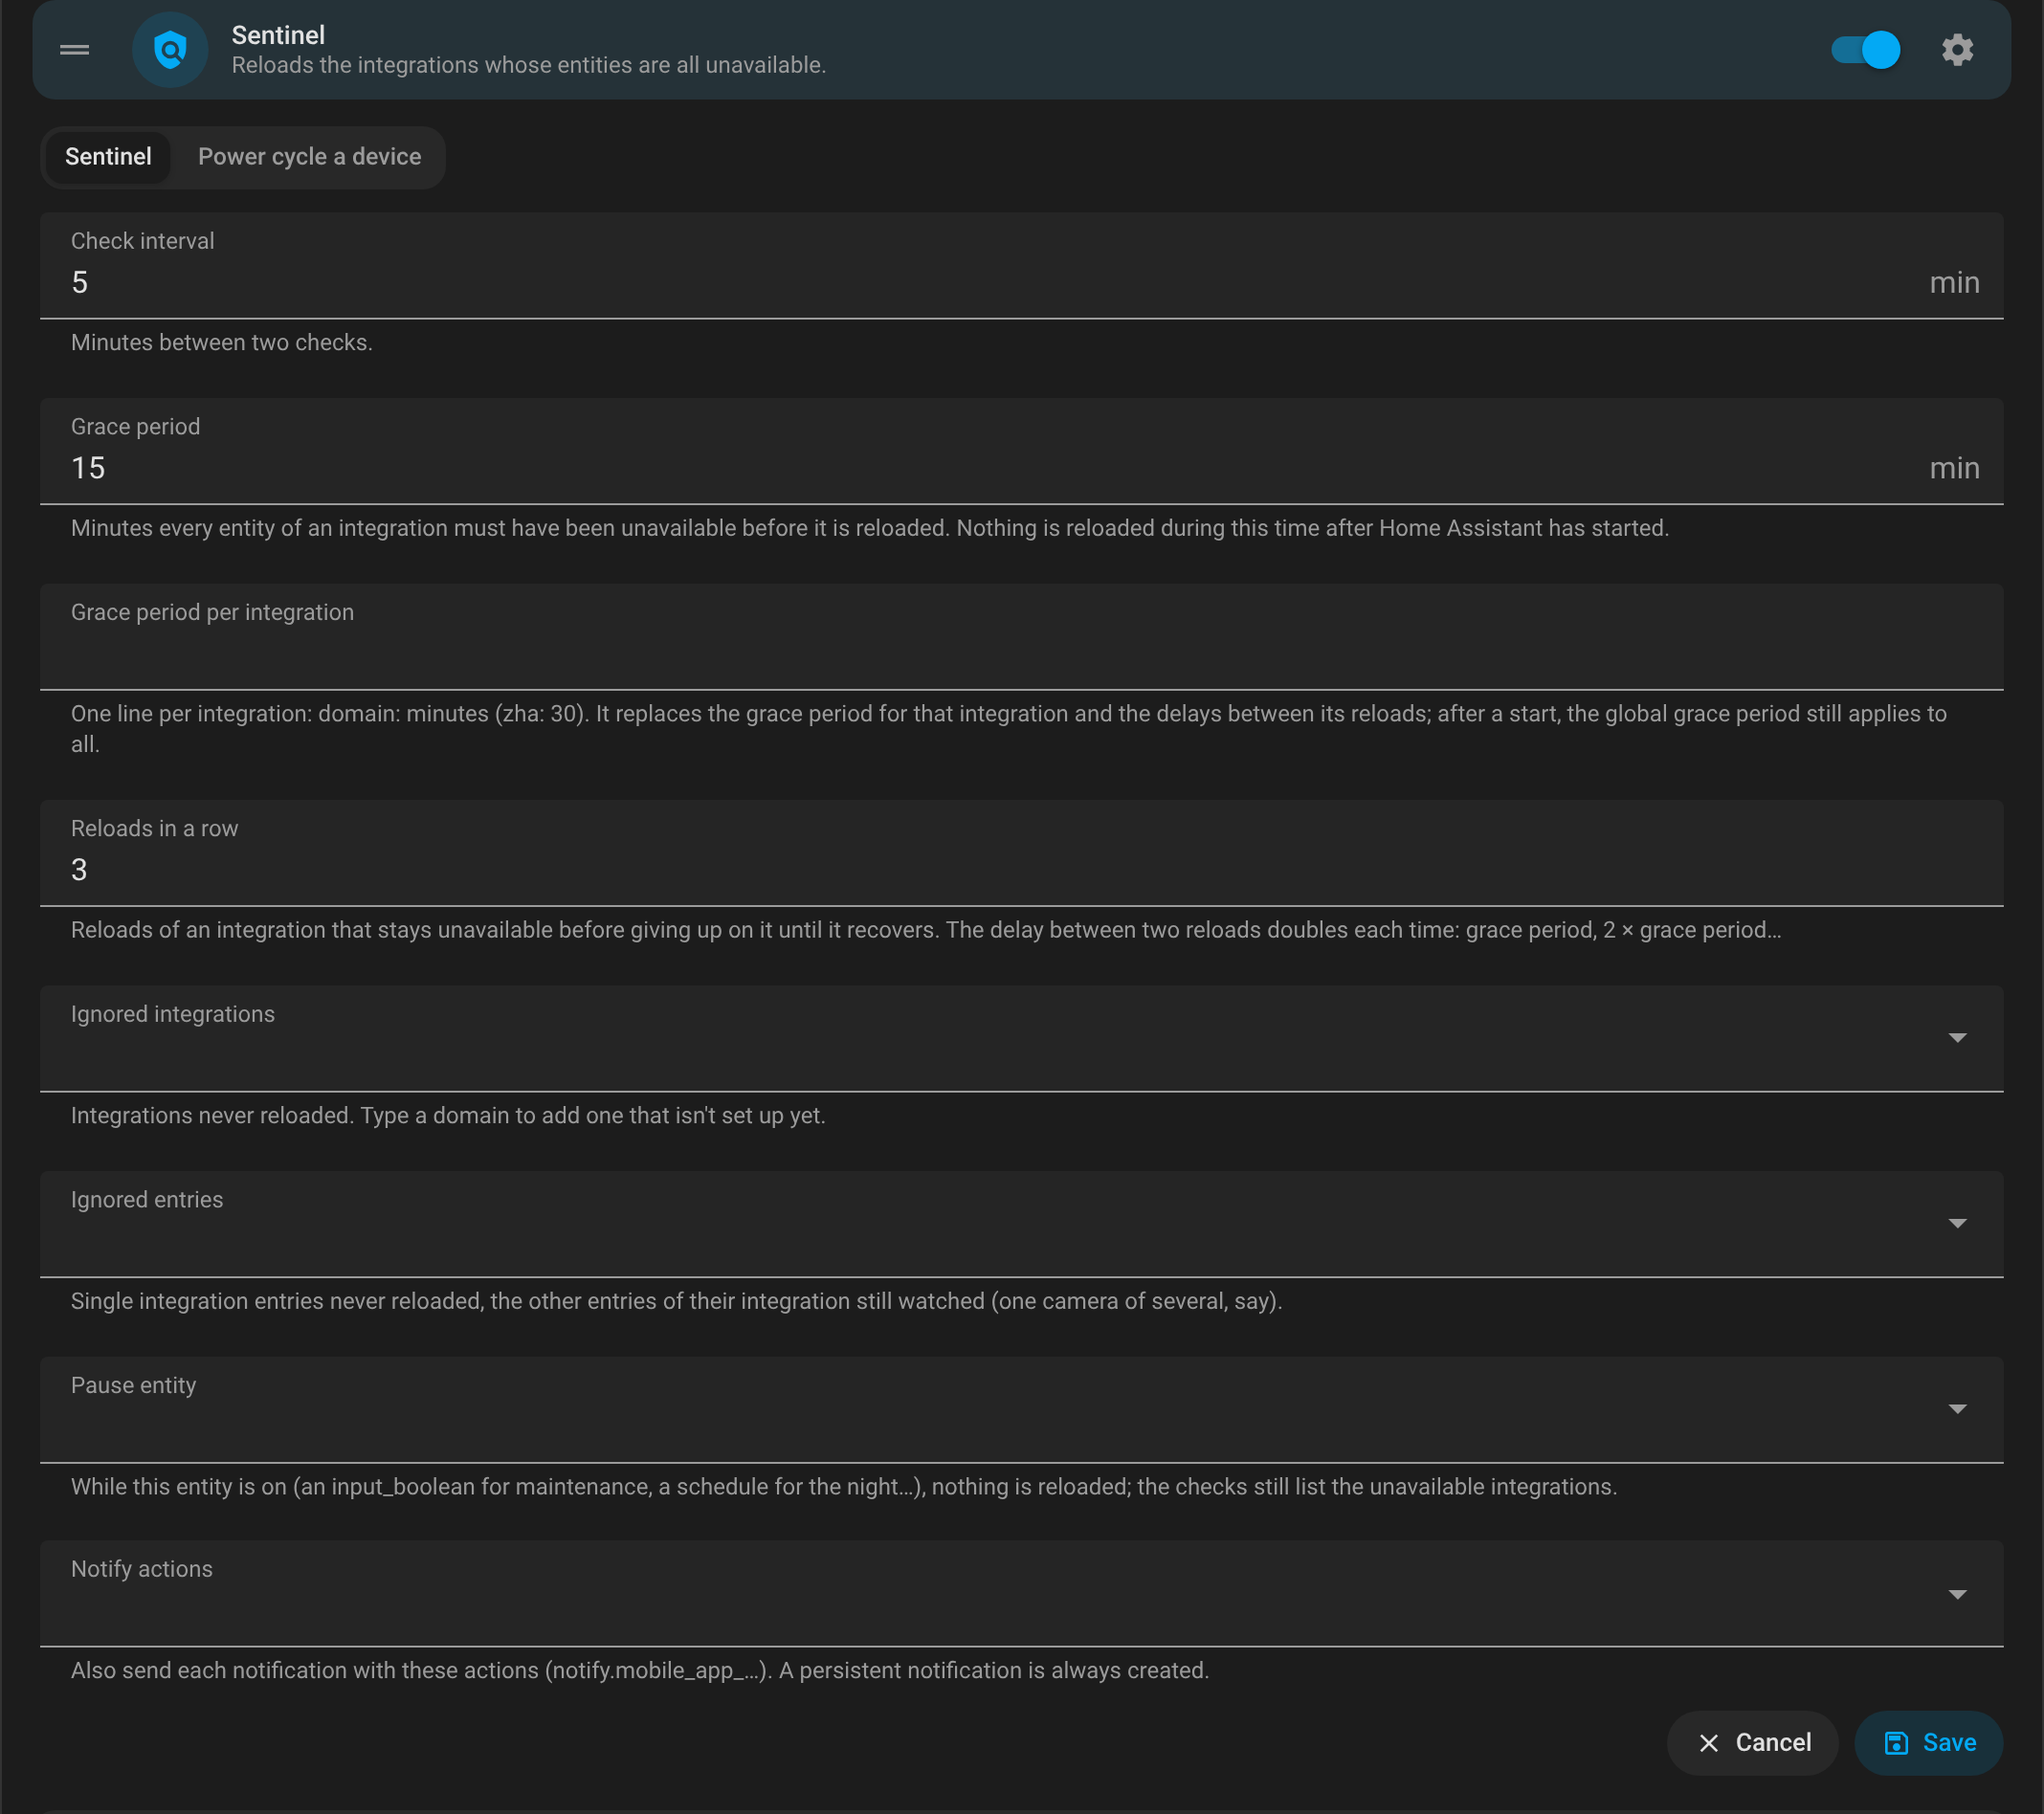 Sentinel
Reloads the integrations whose entities are all unavailable.
Sentinel
Power cycle a device
Check interval
5
min
Minutes between two checks.
Grace period
15
min
Minutes every entity of an integration must have been unavailable before it is reloaded. Nothing is reloaded during this time after Home Assistant has started.
Grace period per integration
One line per integration: domain: minutes (zha: 30). It replaces the grace period for that integration and the delays between its reloads; after a start, the global grace period still applies to
all.
Reloads in a row
3
Reloads of an integration that stays unavailable before giving up on it until it recovers. The delay between two reloads doubles each time: grace period, 2 × grace period…
Ignored integrations
Integrations never reloaded. Type a domain to add one that isn't set up yet.
Ignored entries
Single integration entries never reloaded, the other entries of their integration still watched (one camera of several, say).
Pause entity
While this entity is on (an input_boolean for maintenance, a schedule for the night…), nothing is reloaded; the checks still list the unavailable integrations.
Notify actions
Also send each notification with these actions (notify.mobile_app_…). A persistent notification is always created.
Cancel
Save